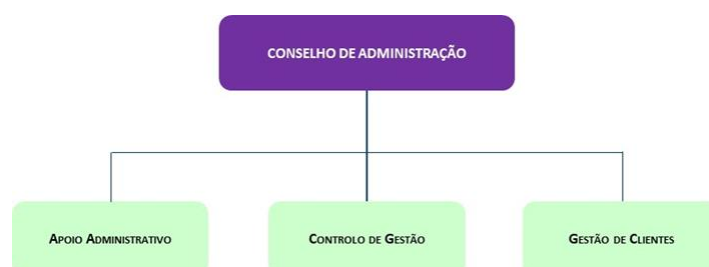 CONSELHO DE ADMINISTRAÇÃO
APOIO ADMINISTRATIVO
CONTROLO DE GESTÃO
GESTÃO DE CLIENTES